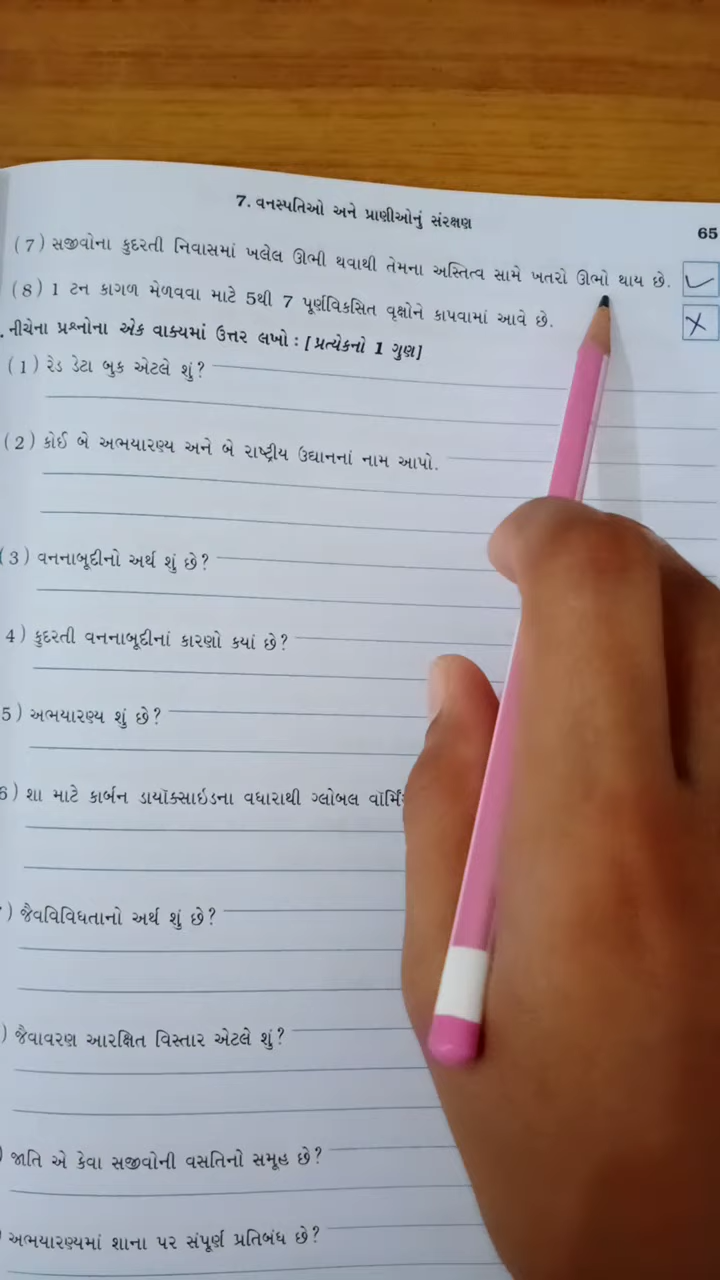 7. વનસ્પતિઓ અને પ્રાણીઓનું સંરક્ષણ
65
(7) સજીવોના કુદરતી નિવાસમાં ખલેલ ઊભી થવાથી તેમના અસ્તિત્વ સામે ખતરો ઊભો થાય છે. ✓
(8) 1 ટન કાગળ મેળવવા માટે 5થી 7 પૂર્ણવિકસિત વૃક્ષોને કાપવામાં આવે છે. ✗
. નીચેના પ્રશ્નોના એક વાક્યમાં ઉત્તર લખો : [પ્રત્યેકનો 1 ગુણ]
(1) રેડ ડેટા બુક એટલે શું?
(2) કોઈ બે અભયારણ્ય અને બે રાષ્ટ્રીય ઉદ્યાનનાં નામ આપો.
(3) વનનાબૂદીનો અર્થ શું છે?
4) કુદરતી વનનાબૂદીનાં કારણો કયાં છે?
5) અભયારણ્ય શું છે?
6) શા માટે કાર્બન ડાયૉક્સાઇડના વધારાથી ગ્લોબલ
) જૈવવિવિધતાનો અર્થ શું છે?
) જૈવાવરણ આરક્ષિત વિસ્તાર એટલે શું?
) જાતિ એ કેવા સજીવોની વસતિનો સમૂહ છે?
અભયારણ્યમાં શાના પર સંપૂર્ણ પ્રતિબંધ છે?